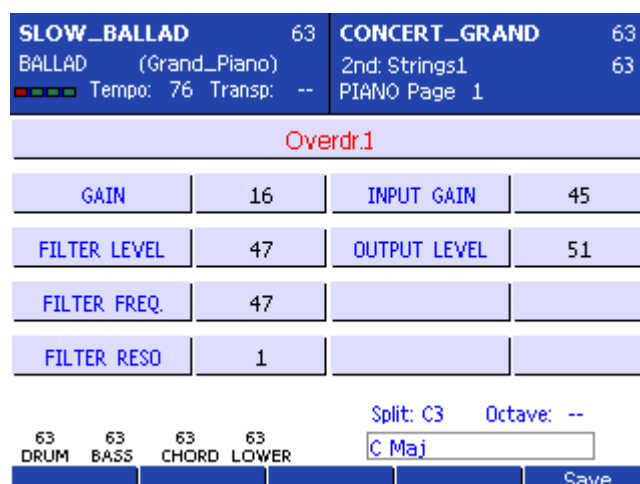 SLOW_BALLAD 63 CONCERT_GRAND 63
BALLAD (Grand_Piano) 2nd: Strings1 63
Tempo: 76 Transp: -- PIANO Page 1
Overdr.1
GAIN 16 INPUT GAIN 45
FILTER LEVEL 47 OUTPUT LEVEL 51
FILTER FREQ. 47
FILTER RESO 1
Split: C3 Octave: --
63 63 63 63
C Maj
DRUM BASS CHORD LOWER
Save